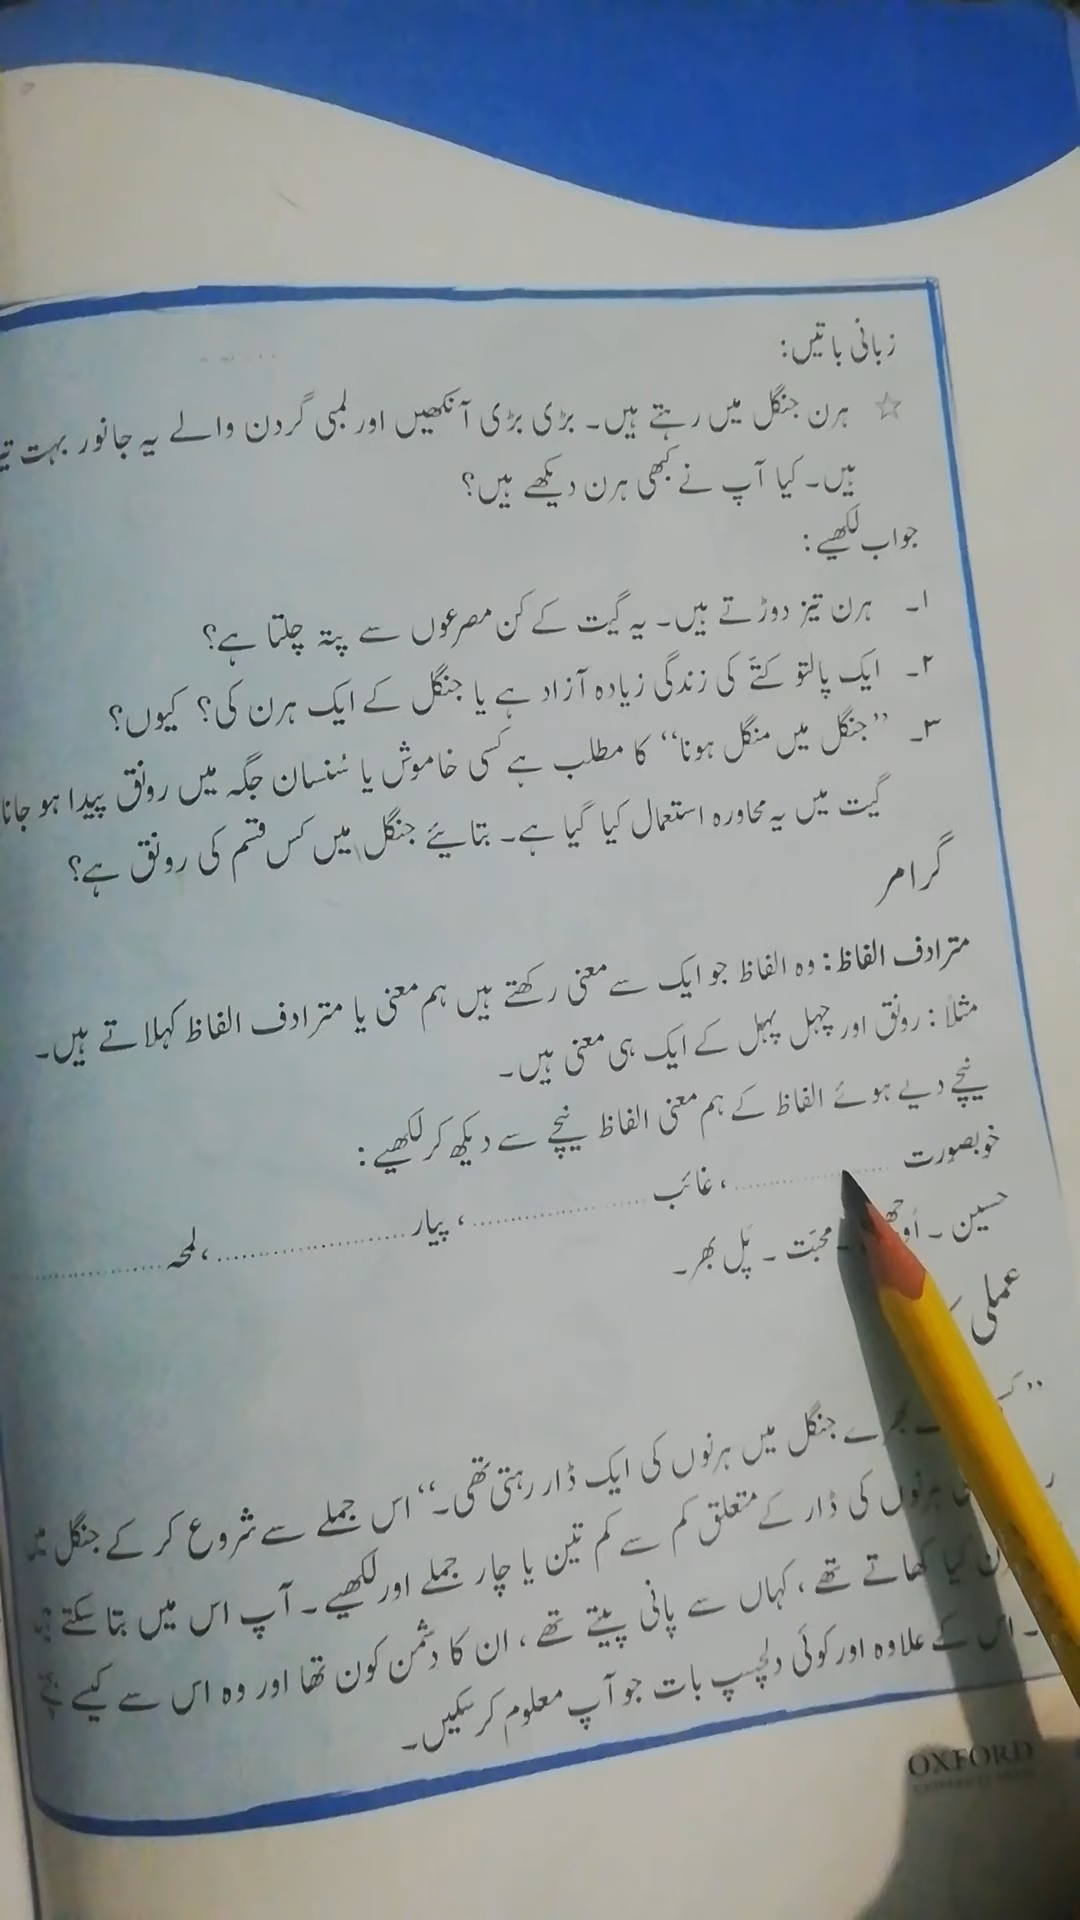 زبانی باتیں:
☆ ہرن جنگل میں رہتے ہیں۔ بڑی بڑی آنکھیں اور لمبی گردن والے یہ جانور بہت
ہیں۔ کیا آپ نے کبھی ہرن دیکھے ہیں؟
جواب لکھیے:
۱۔ ہرن تیز دوڑتے ہیں۔ یہ گیت کے کن مصرعوں سے پتہ چلتا ہے؟
۲۔ ایک پالتو کتّے کی زندگی زیادہ آزاد ہے یا جنگل کے ایک ہرن کی؟ کیوں؟
۳۔ ”جنگل میں منگل ہونا“ کا مطلب ہے کسی خاموش یا سُنسان جگہ میں رونق پیدا ہو جانا
گیت میں یہ محاورہ استعمال کیا گیا ہے۔ بتائیے جنگل میں کس قسم کی رونق ہے؟
گرامر
مترادف الفاظ: وہ الفاظ جو ایک سے معنی رکھتے ہیں ہم معنی یا مترادف الفاظ کہلاتے ہیں۔
مثلاً: رونق اور چہل پہل کے ایک ہی معنی ہیں۔
نیچے دیے ہوئے الفاظ کے ہم معنی الفاظ نیچے سے دیکھ کر لکھیے:
خوبصورت ............، غائب ............، پیار ............، لمحہ ............
حسین ۔ محبّت ۔ پَل بھر۔
عملی
جنگل میں ہرنوں کی ایک ڈار رہتی تھی۔“ اس جملے سے شروع کر کے جنگل
ہرنوں کی ڈار کے متعلق کم سے کم تین یا چار جملے اور لکھیے۔ آپ اس میں بتا سکتے
کیا کھاتے تھے، کہاں سے پانی پیتے تھے، ان کا دشمن کون تھا اور وہ اس سے کیسے
۔ اس کے علاوہ اور کوئی دلچسپ بات جو آپ معلوم کر سکیں۔
OXFORD
UNIVERSITY PRESS